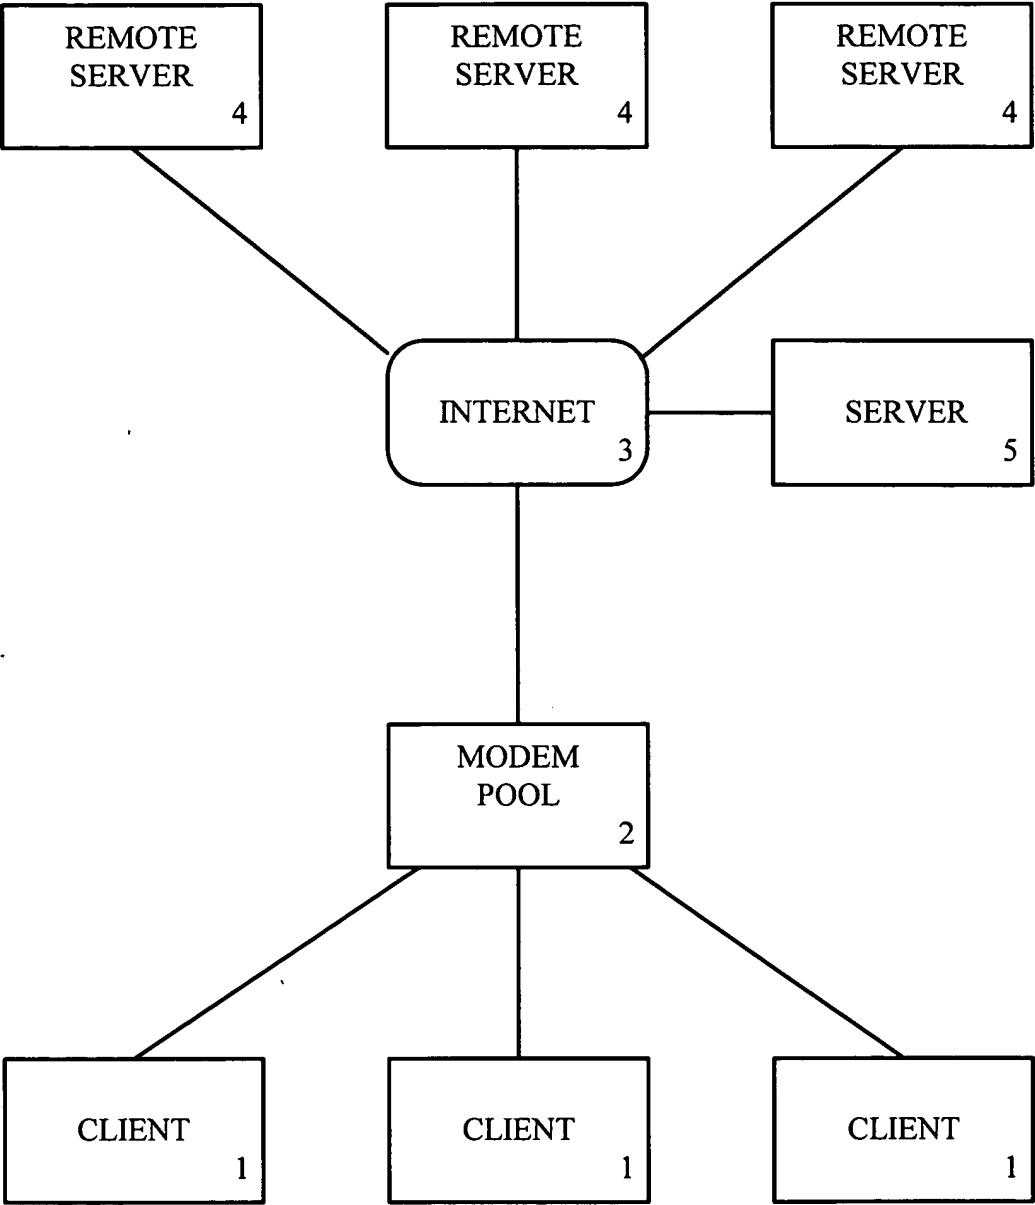 REMOTE
SERVER
4
REMOTE
SERVER
4
REMOTE
SERVER
4
INTERNET
3
SERVER
5
MODEM
POOL
2
CLIENT
1
CLIENT
1
CLIENT
1